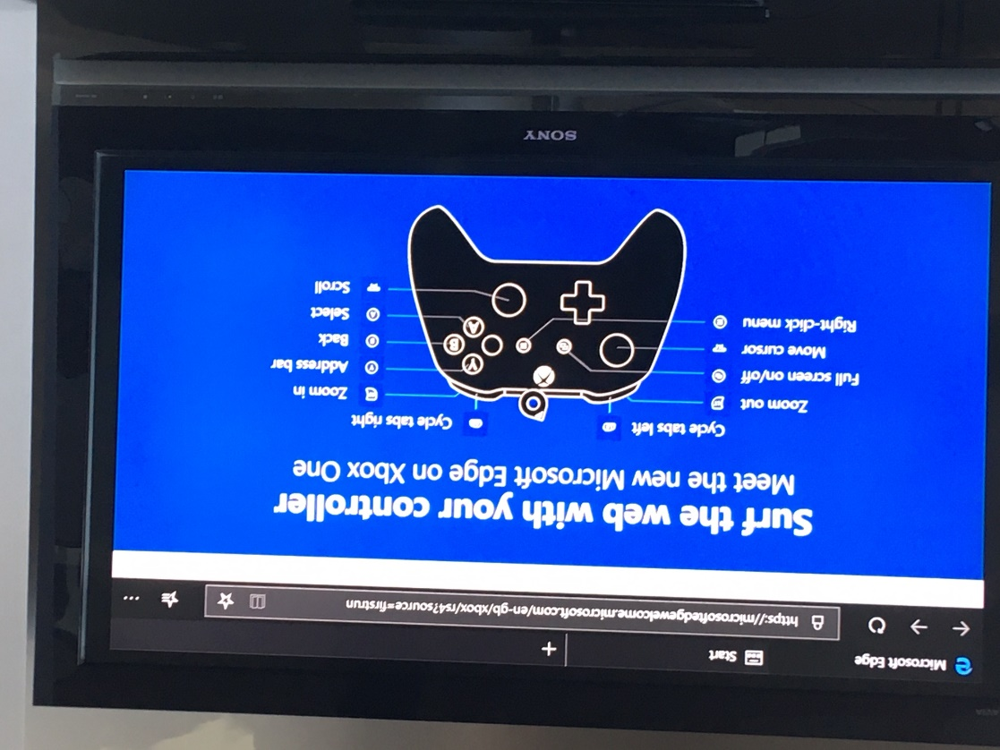 Microsoft Edge
Start
+
https://microsoftedgewelcome.microsoft.com/en-gb/xbox/rs4?source=firstrun
Surf the web with your controller
Meet the new Microsoft Edge on Xbox One
Cycle tabs left
Cycle tabs right
Zoom out
Full screen off/on
Move cursor
Right-click menu
Zoom in
Address bar
Back
Select
Scroll
Y
B
A
SONY